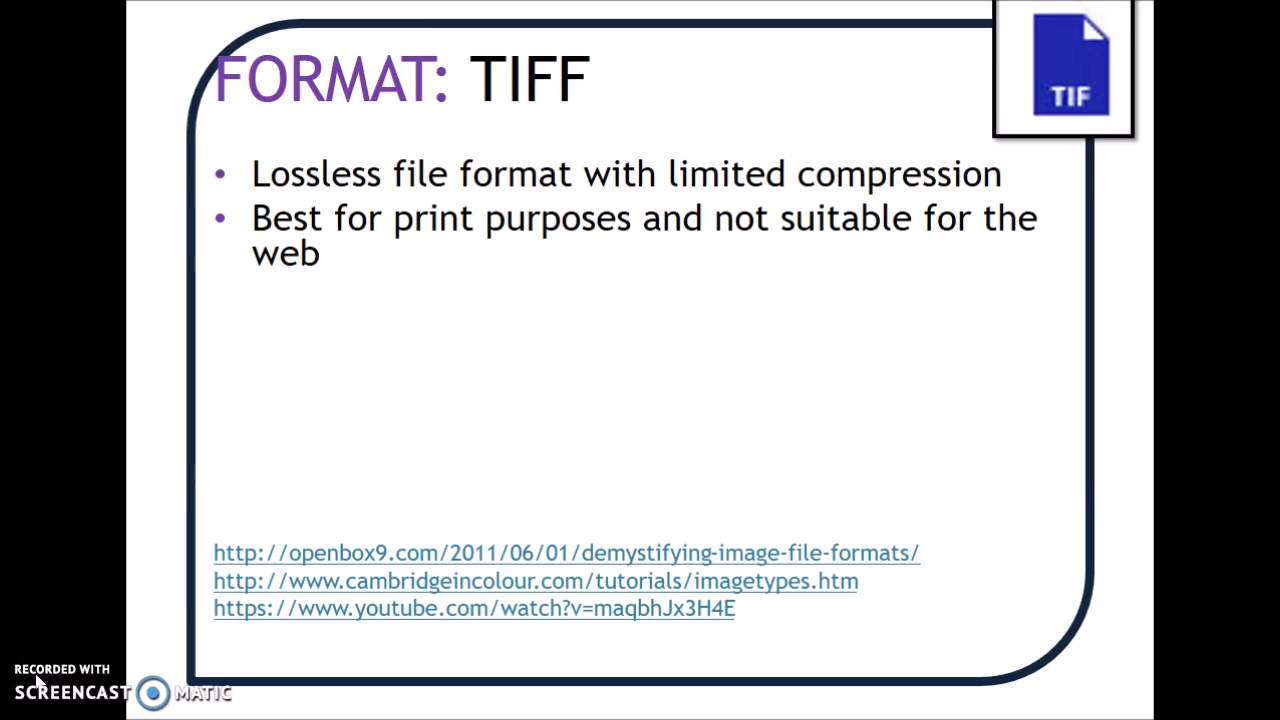 FORMAT: TIFF
TIF
• Lossless file format with limited compression
• Best for print purposes and not suitable for the
web
http://openbox9.com/2011/06/01/demystifying-image-file-formats/
http://www.cambridgeincolour.com/tutorials/imagetypes.htm
https://www.youtube.com/watch?v=maqbhJx3H4E
RECORDED WITH
SCREENCAST MATIC